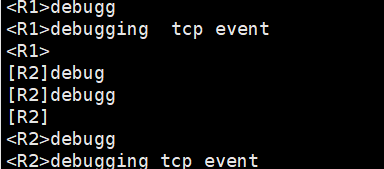 <R1>debugg
<R1>debugging  tcp event
<R1>
[R2]debug
[R2]debugg
[R2]
<R2>debugg
<R2>debugging tcp event